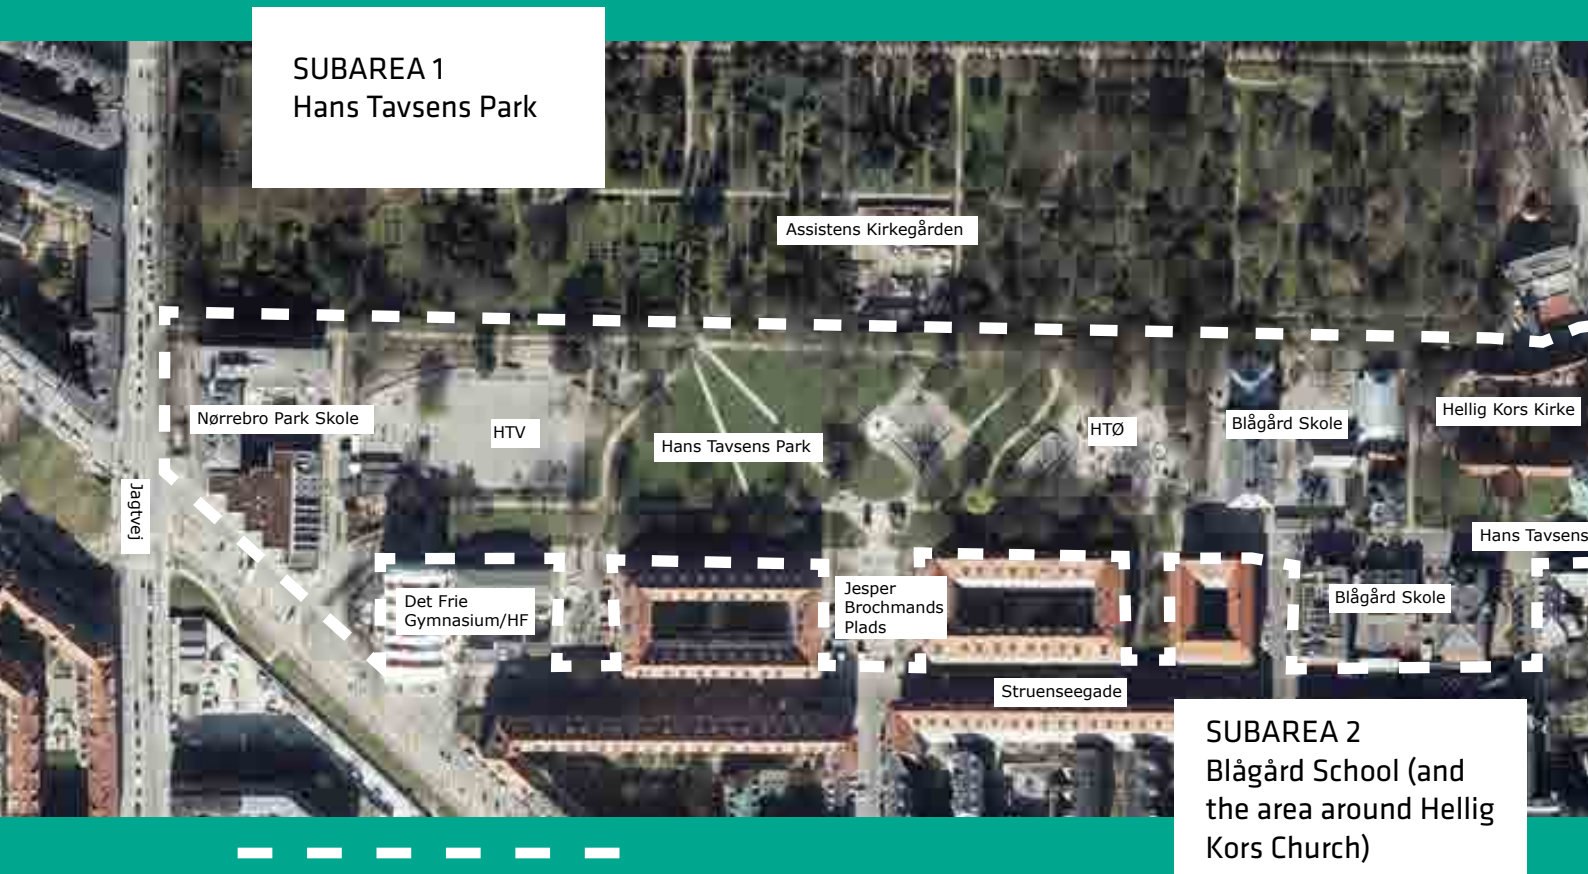 SUBAREA 1
Hans Tavsens Park
Assistens Kirkegården
Nørrebro Park Skole
HTV
Hans Tavsens Park
HTØ
Blågård Skole
Hellig Kors Kirke
Jagtvej
Hans Tavsens
Det Frie
Gymnasium/HF
Jesper
Brochmands
Plads
Blågård Skole
Struenseegade
SUBAREA 2
Blågård School (and
the area around Hellig
Kors Church)